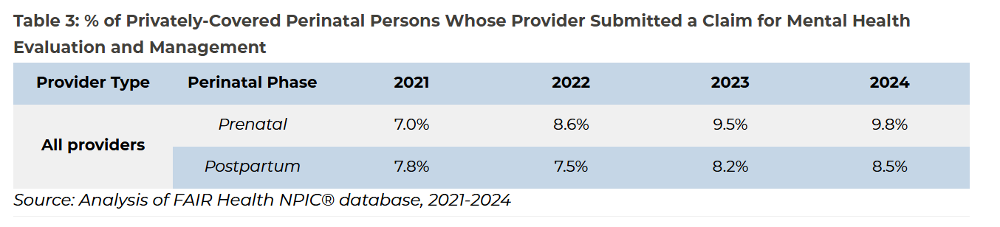 Table 3: % of Privately-Covered Perinatal Persons Whose Provider Submitted a Claim for Mental Health
Evaluation and Management
Provider Type Perinatal Phase 2021 2022 2023 2024
Prenatal 7.0% 8.6% 9.5% 9.8%
All providers
Postpartum 7.8% 7.5% 8.2% 8.5%
Source: Analysis of FAIR Health NPIC® database, 2021-2024